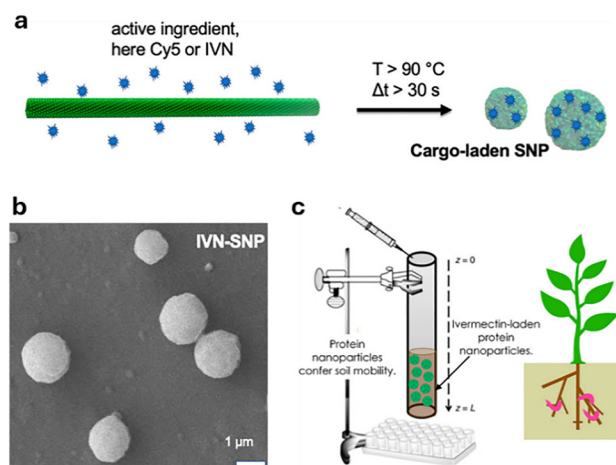 a
active ingredient,
here Cy5 or IVN
T > 90 °C
Δt > 30 s
Cargo-laden SNP
b
IVN-SNP
1 µm
c
z=0
Protein
nanoparticles
confer soil mobility.
Ivermectin-laden
protein
nanoparticles.
z= L